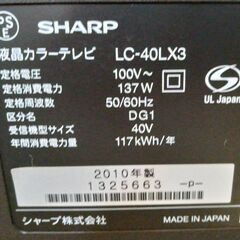 PS
E
SHARP
液晶カラーテレビ LC-40LX3
定格電圧 100V～
定格消費電力 137W
定格周波数 50/60Hz
区分名 DG1
受信機型サイズ 40V
年間消費電力量 117kWh/年
UL Japan
2010年製
1325663 -p-
シャープ株式会社 MADE IN JAPAN